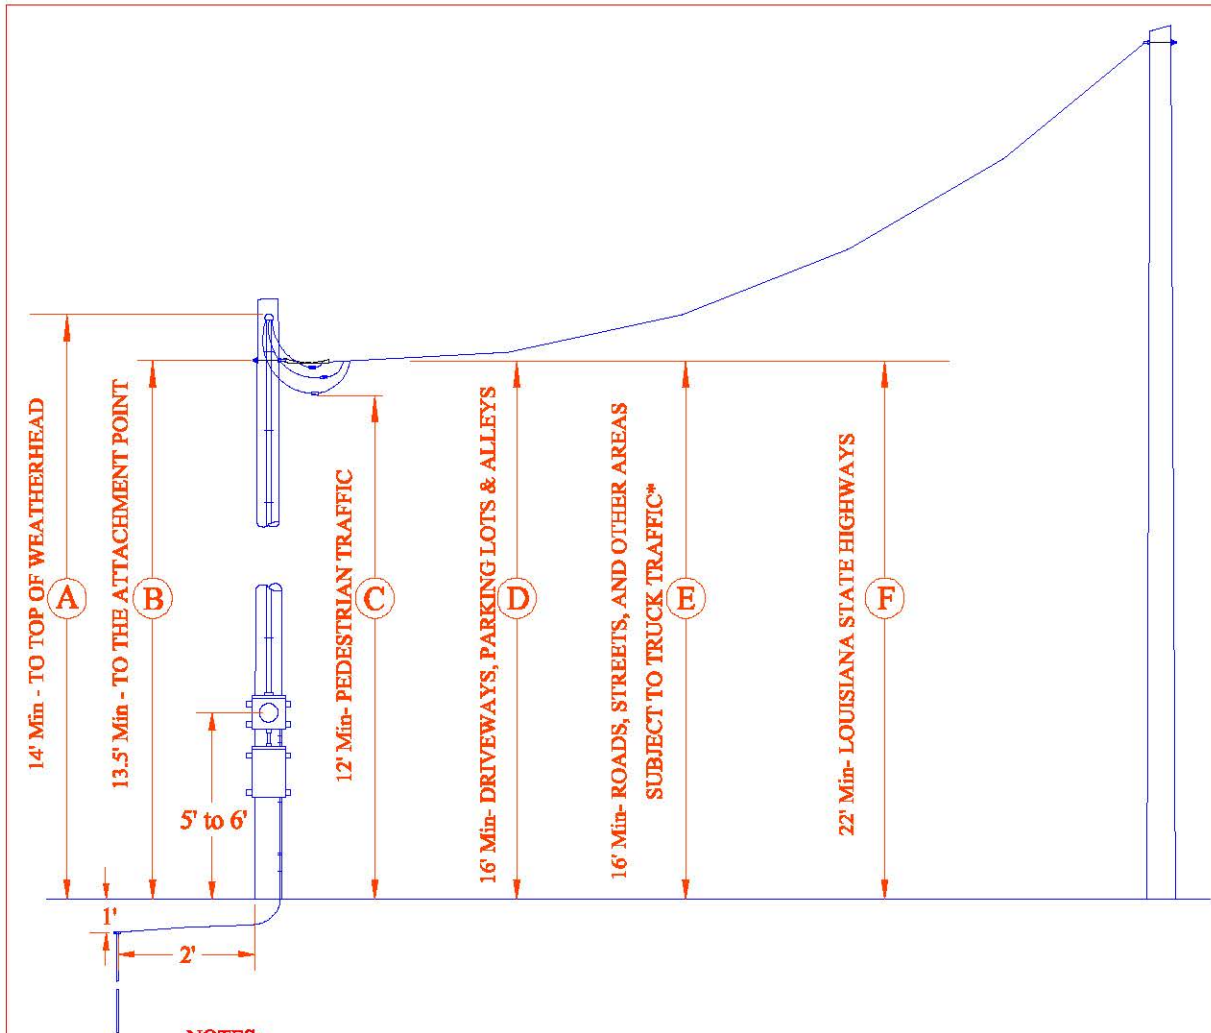 14' Min - TO TOP OF WEATHERHEAD
A
13.5' Min - TO THE ATTACHMENT POINT
B
12' Min- PEDESTRIAN TRAFFIC
C
16' Min- DRIVEWAYS, PARKING LOTS & ALLEYS
D
16' Min- ROADS, STREETS, AND OTHER AREAS
SUBJECT TO TRUCK TRAFFIC*
E
22' Min- LOUISIANA STATE HIGHWAYS
F
5' to 6'
1'
2'
NOTES